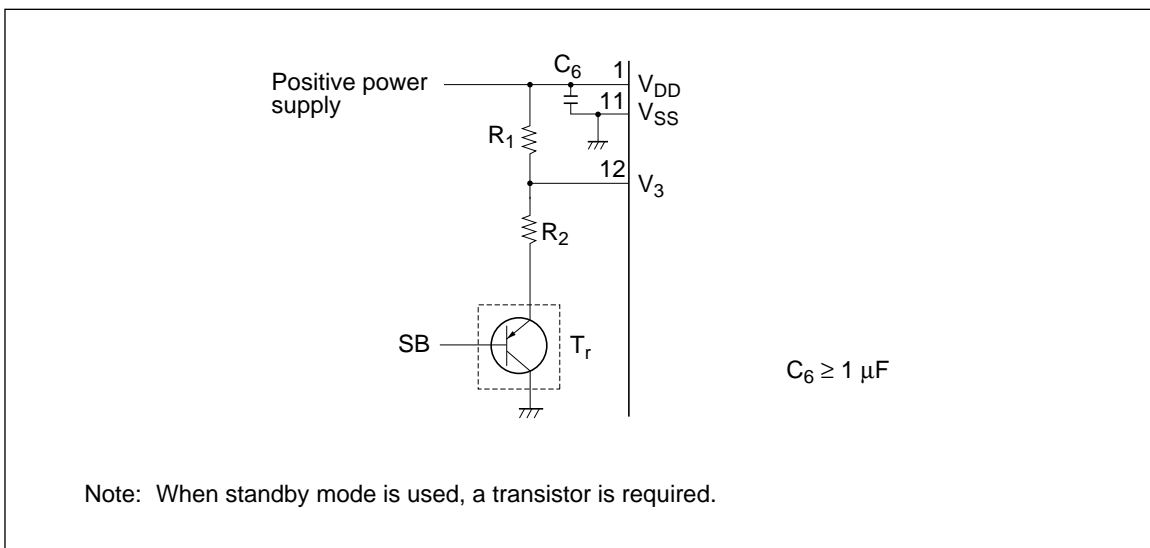 C6 1
Positive power supply
VDD
11
VSS
R1
12
V3
R2
SB
Tr
C6 ≥ 1 μF
Note: When standby mode is used, a transistor is required.